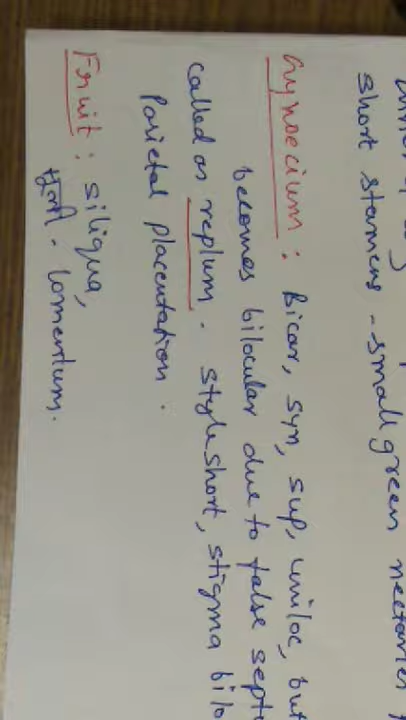 short stamens - small green nectaries
Gynoecium: Bicar, syn, sup, uniloc, but
becomes bilocular due to false sept
called as replum. Style short, stigma bilo
Parietal placentation.
Fruit: siliqua,
lomentum.